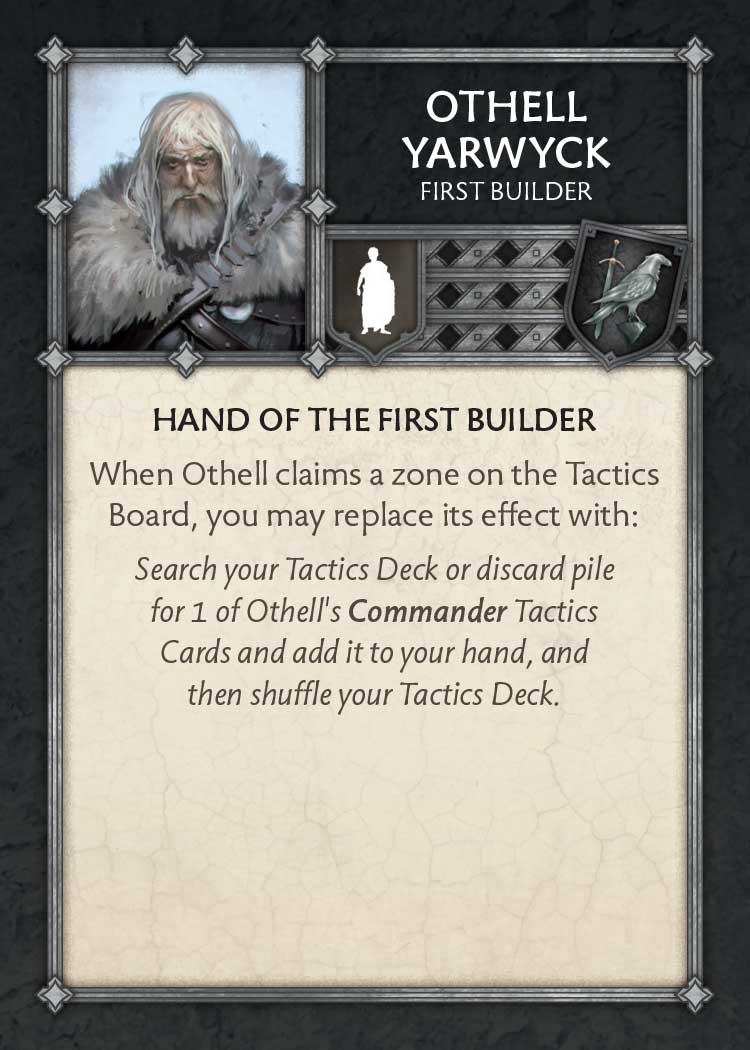 OTHELL
YARWYCK
FIRST BUILDER
HAND OF THE FIRST BUILDER
When Othell claims a zone on the Tactics
Board, you may replace its effect with:
Search your Tactics Deck or discard pile
for 1 of Othell's Commander Tactics
Cards and add it to your hand, and
then shuffle your Tactics Deck.